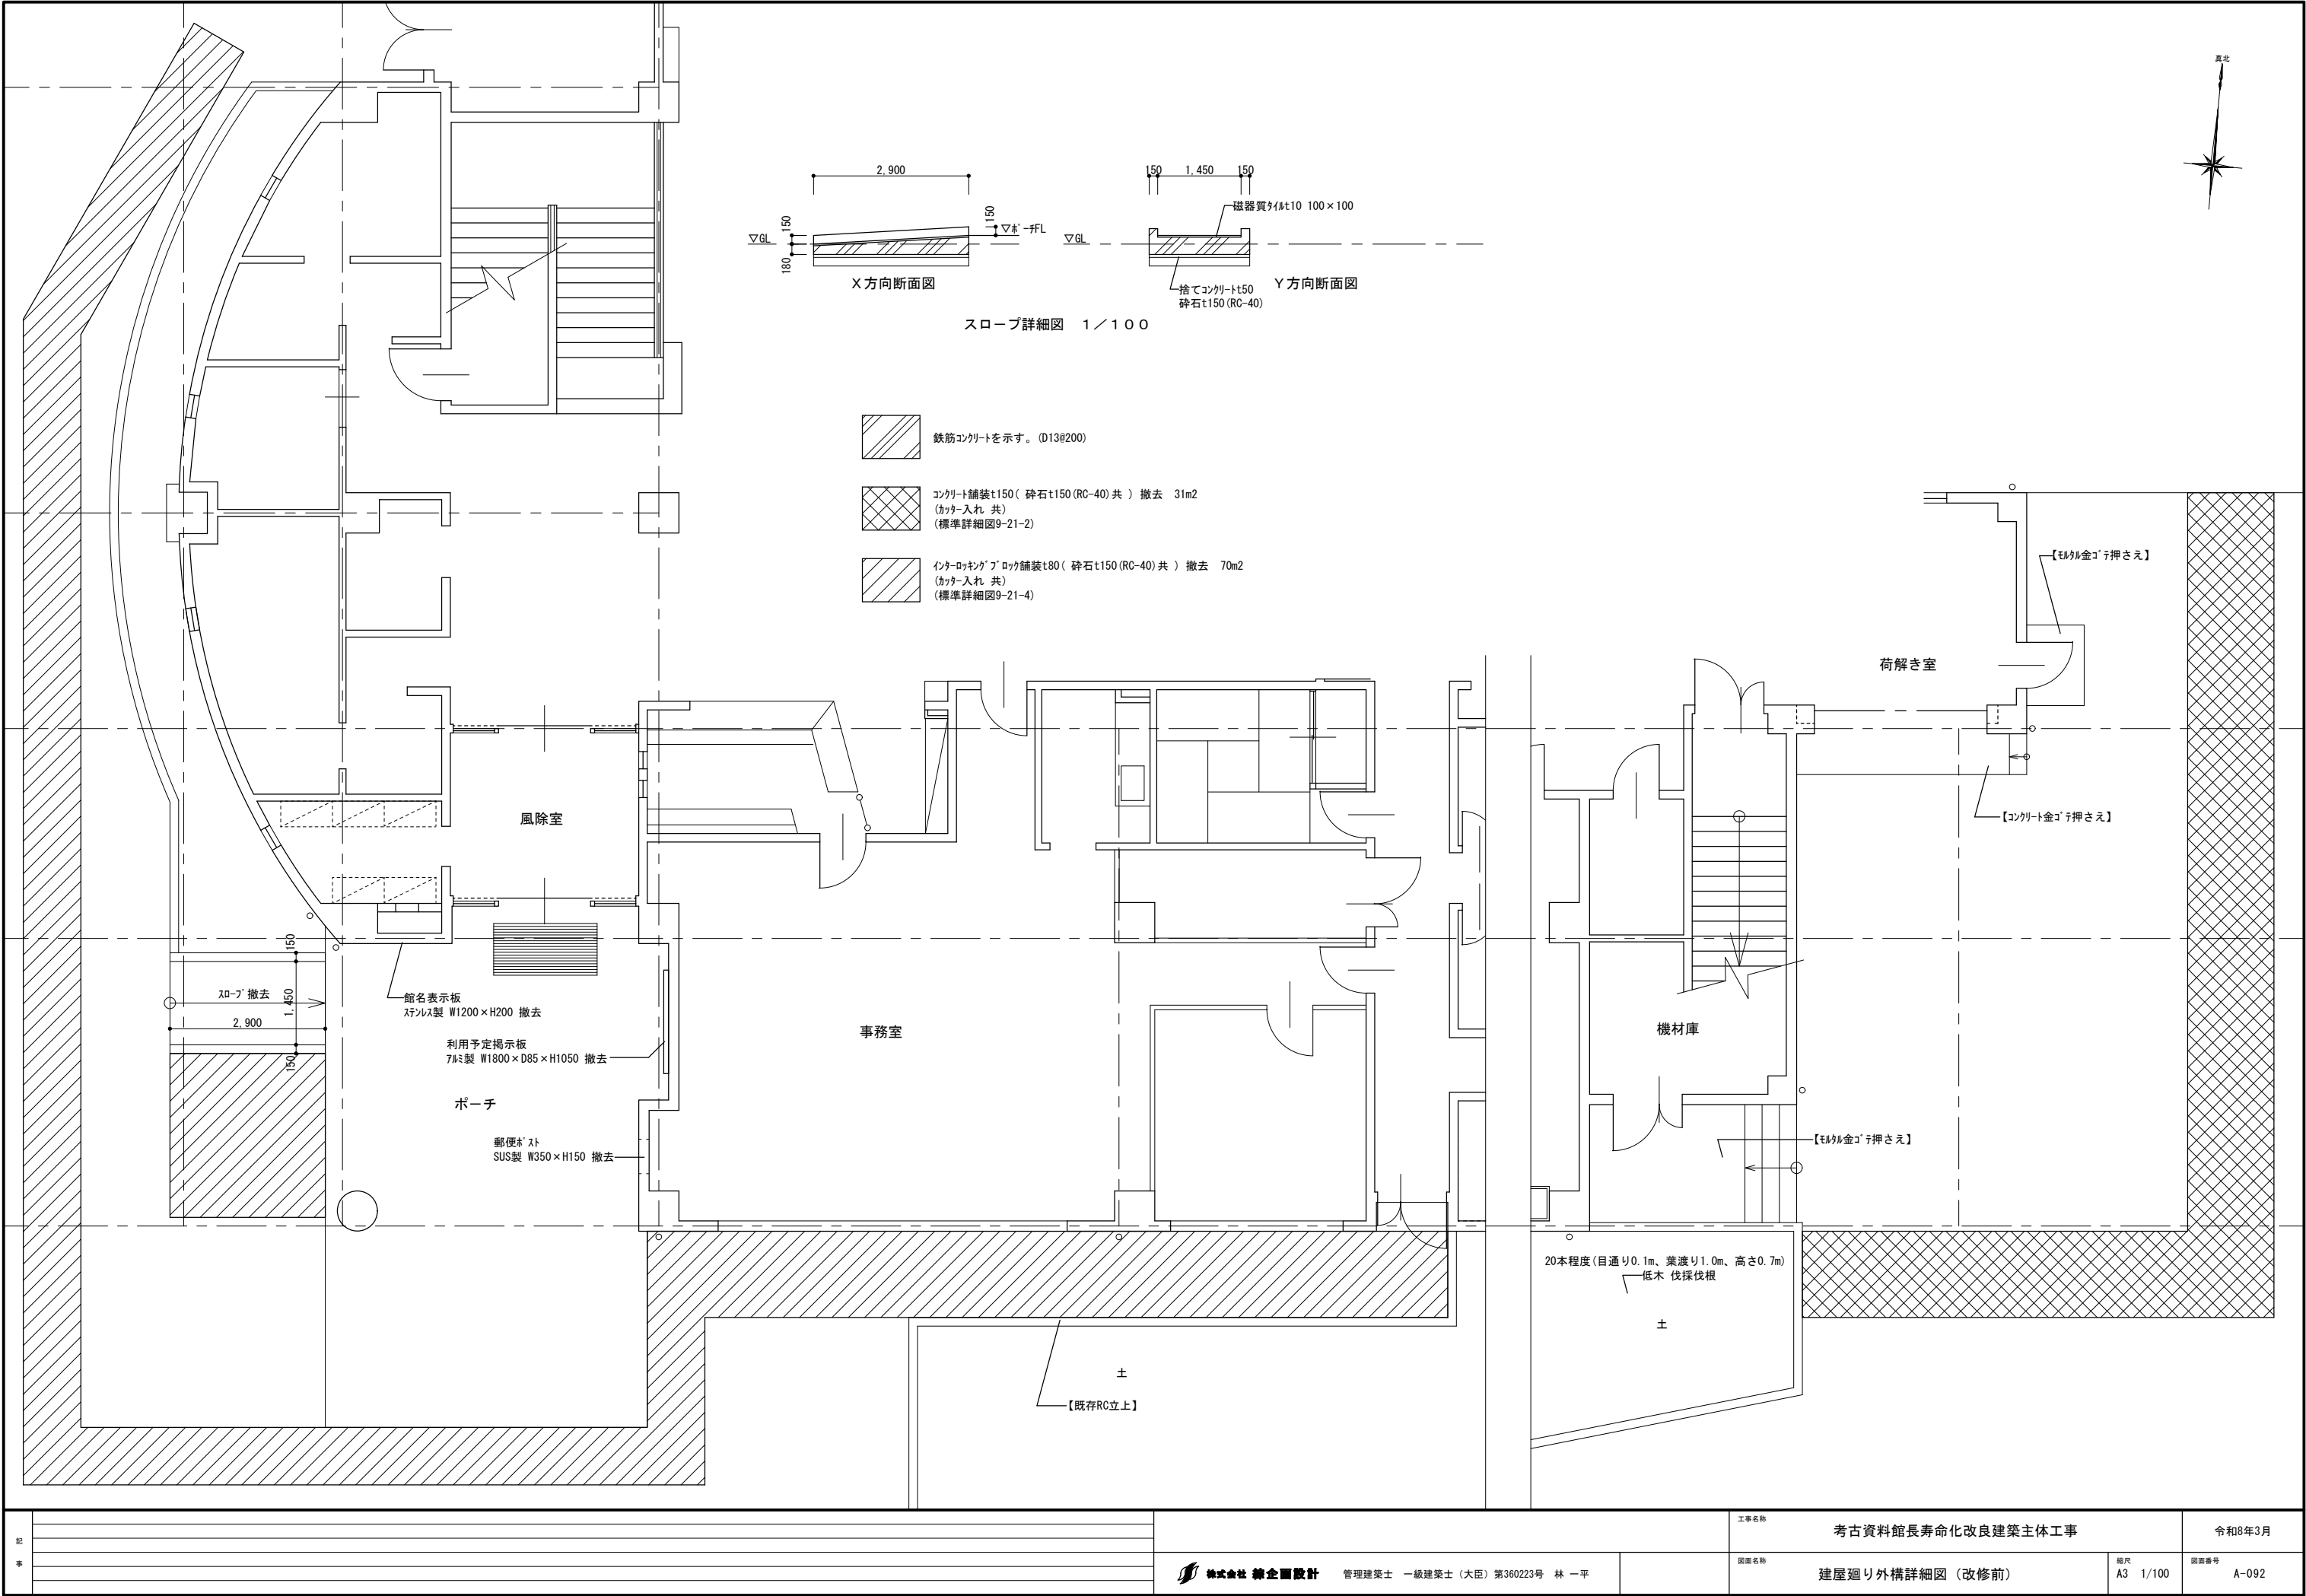 真北
2,900
150
180
150
▽GL
▽ﾎﾟｰﾁFL
X方向断面図
150
1,450
150
磁器質ﾀｲﾙt10 100×100
▽GL
捨てｺﾝｸﾘｰﾄt50
砕石t150(RC-40)
Y方向断面図
スロープ詳細図 1／100
鉄筋ｺﾝｸﾘｰﾄを示す。(D13@200)
ｺﾝｸﾘｰﾄ舗装t150( 砕石t150(RC-40)共 ) 撤去 31m2
(ｶｯﾀｰ入れ 共)
(標準詳細図9-21-2)
ｲﾝﾀｰﾛｯｷﾝｸﾞﾌﾞﾛｯｸ舗装t80( 砕石t150(RC-40)共 ) 撤去 70m2
(ｶｯﾀｰ入れ 共)
(標準詳細図9-21-4)
【ﾓﾙﾀﾙ金ｺﾞﾃ押さえ】
荷解き室
【ｺﾝｸﾘｰﾄ金ｺﾞﾃ押さえ】
風除室
150
ｽﾛｰﾌﾟ撤去
1,450
2,900
150
館名表示板
ｽﾃﾝﾚｽ製 W1200×H200 撤去
利用予定掲示板
ｱﾙﾐ製 W1800×D85×H1050 撤去
事務室
機材庫
ポーチ
郵便ﾎﾟｽﾄ
SUS製 W350×H150 撤去
【ﾓﾙﾀﾙ金ｺﾞﾃ押さえ】
20本程度(目通り0.1m、葉渡り1.0m、高さ0.7m)
低木 伐採伐根
土
土
【既存RC立上】
記事
工事名称
考古資料館長寿命化改良建築主体工事
令和8年3月
株式会社 林企画設計
管理建築士 一級建築士（大臣）第360223号 林 一平
図面名称
建屋廻り外構詳細図（改修前）
縮尺
A3 1/100
図面番号
A-092